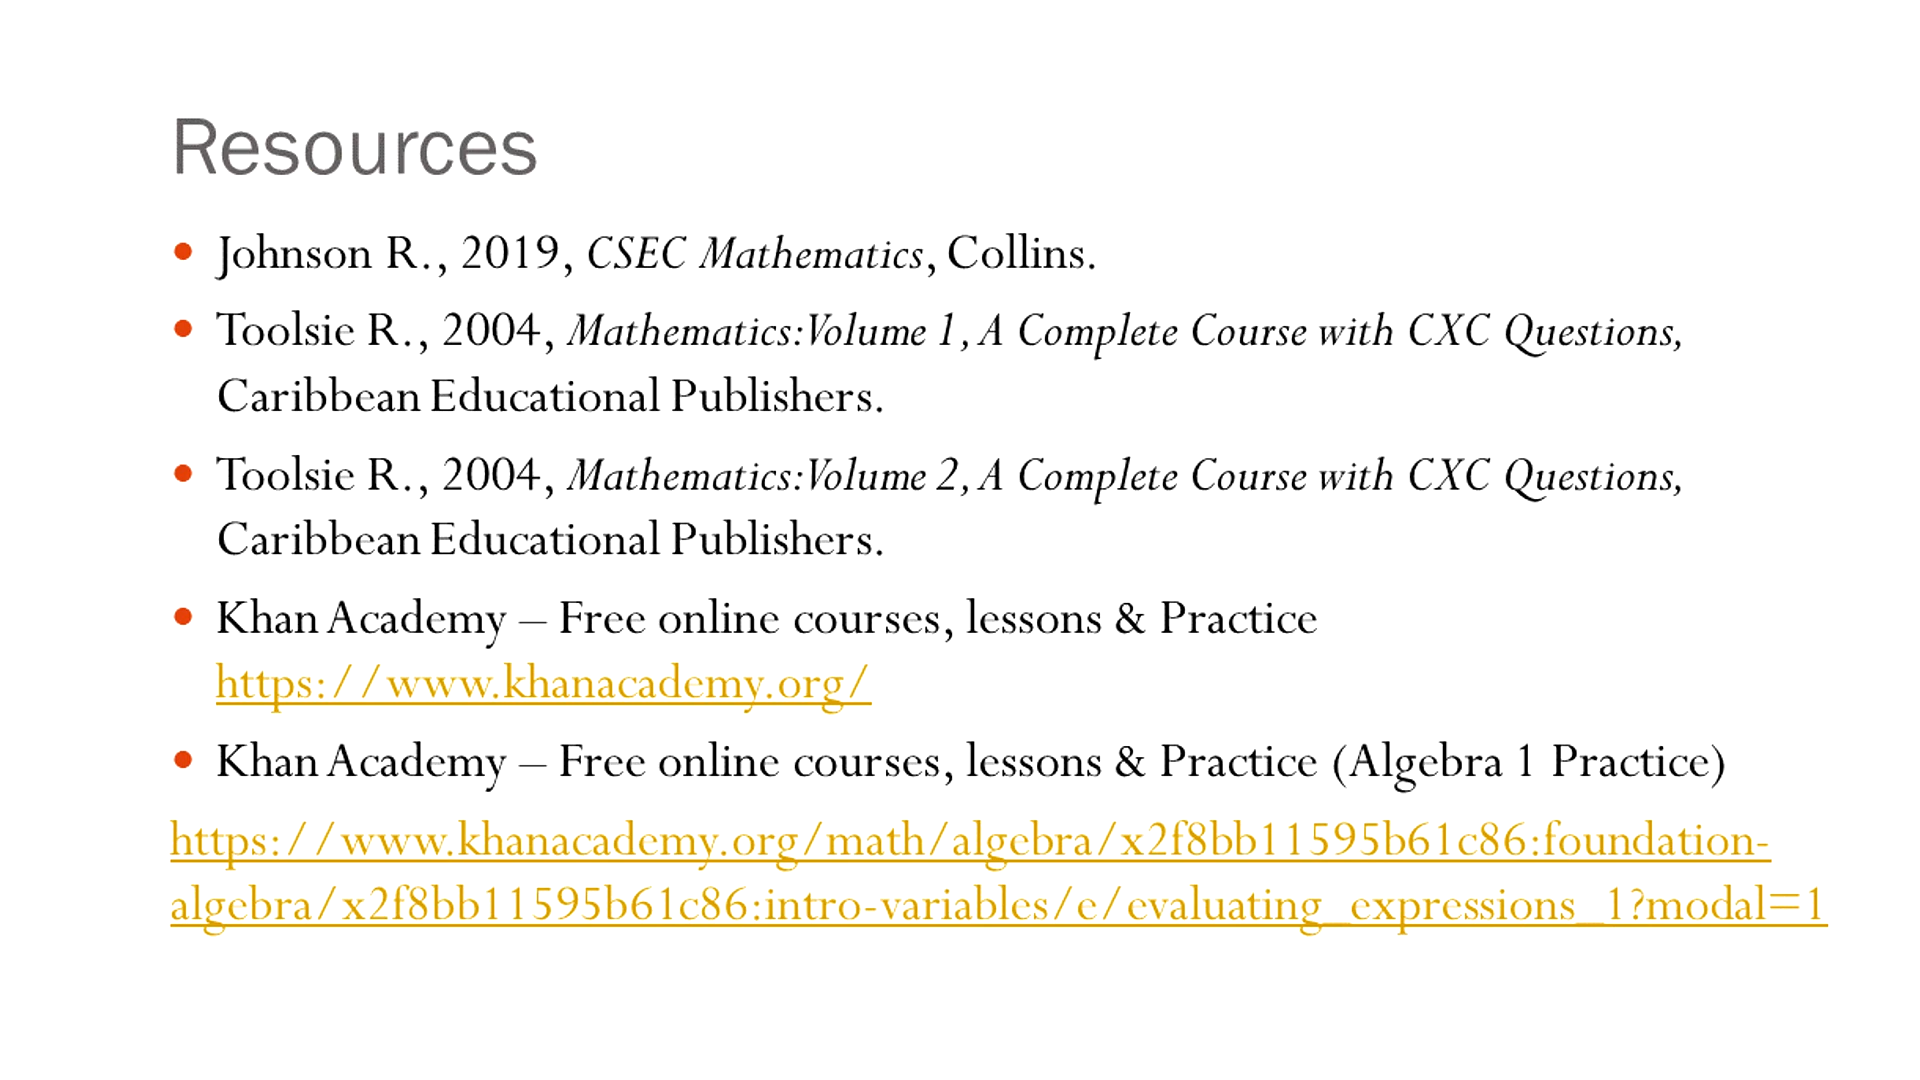 Resources
• Johnson R., 2019, CSEC Mathematics, Collins.
• Toolsie R., 2004, Mathematics: Volume 1, A Complete Course with CXC Questions,
Caribbean Educational Publishers.
• Toolsie R., 2004, Mathematics: Volume 2, A Complete Course with CXC Questions,
Caribbean Educational Publishers.
• Khan Academy – Free online courses, lessons & Practice
https://www.khanacademy.org/
• Khan Academy – Free online courses, lessons & Practice (Algebra 1 Practice)
https://www.khanacademy.org/math/algebra/x2f8bb11595b61c86:foundation-
algebra/x2f8bb11595b61c86:intro-variables/e/evaluating_expressions_1?modal=1